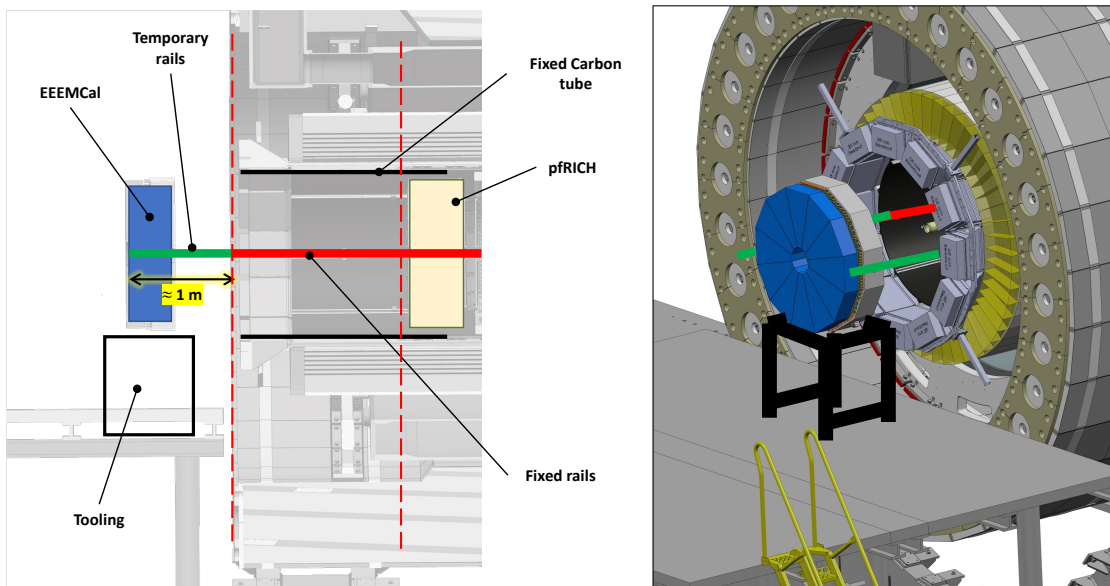 Temporary
rails
EEEMCal
Fixed Carbon
tube
pfRICH
≈ 1 m
Fixed rails
Tooling